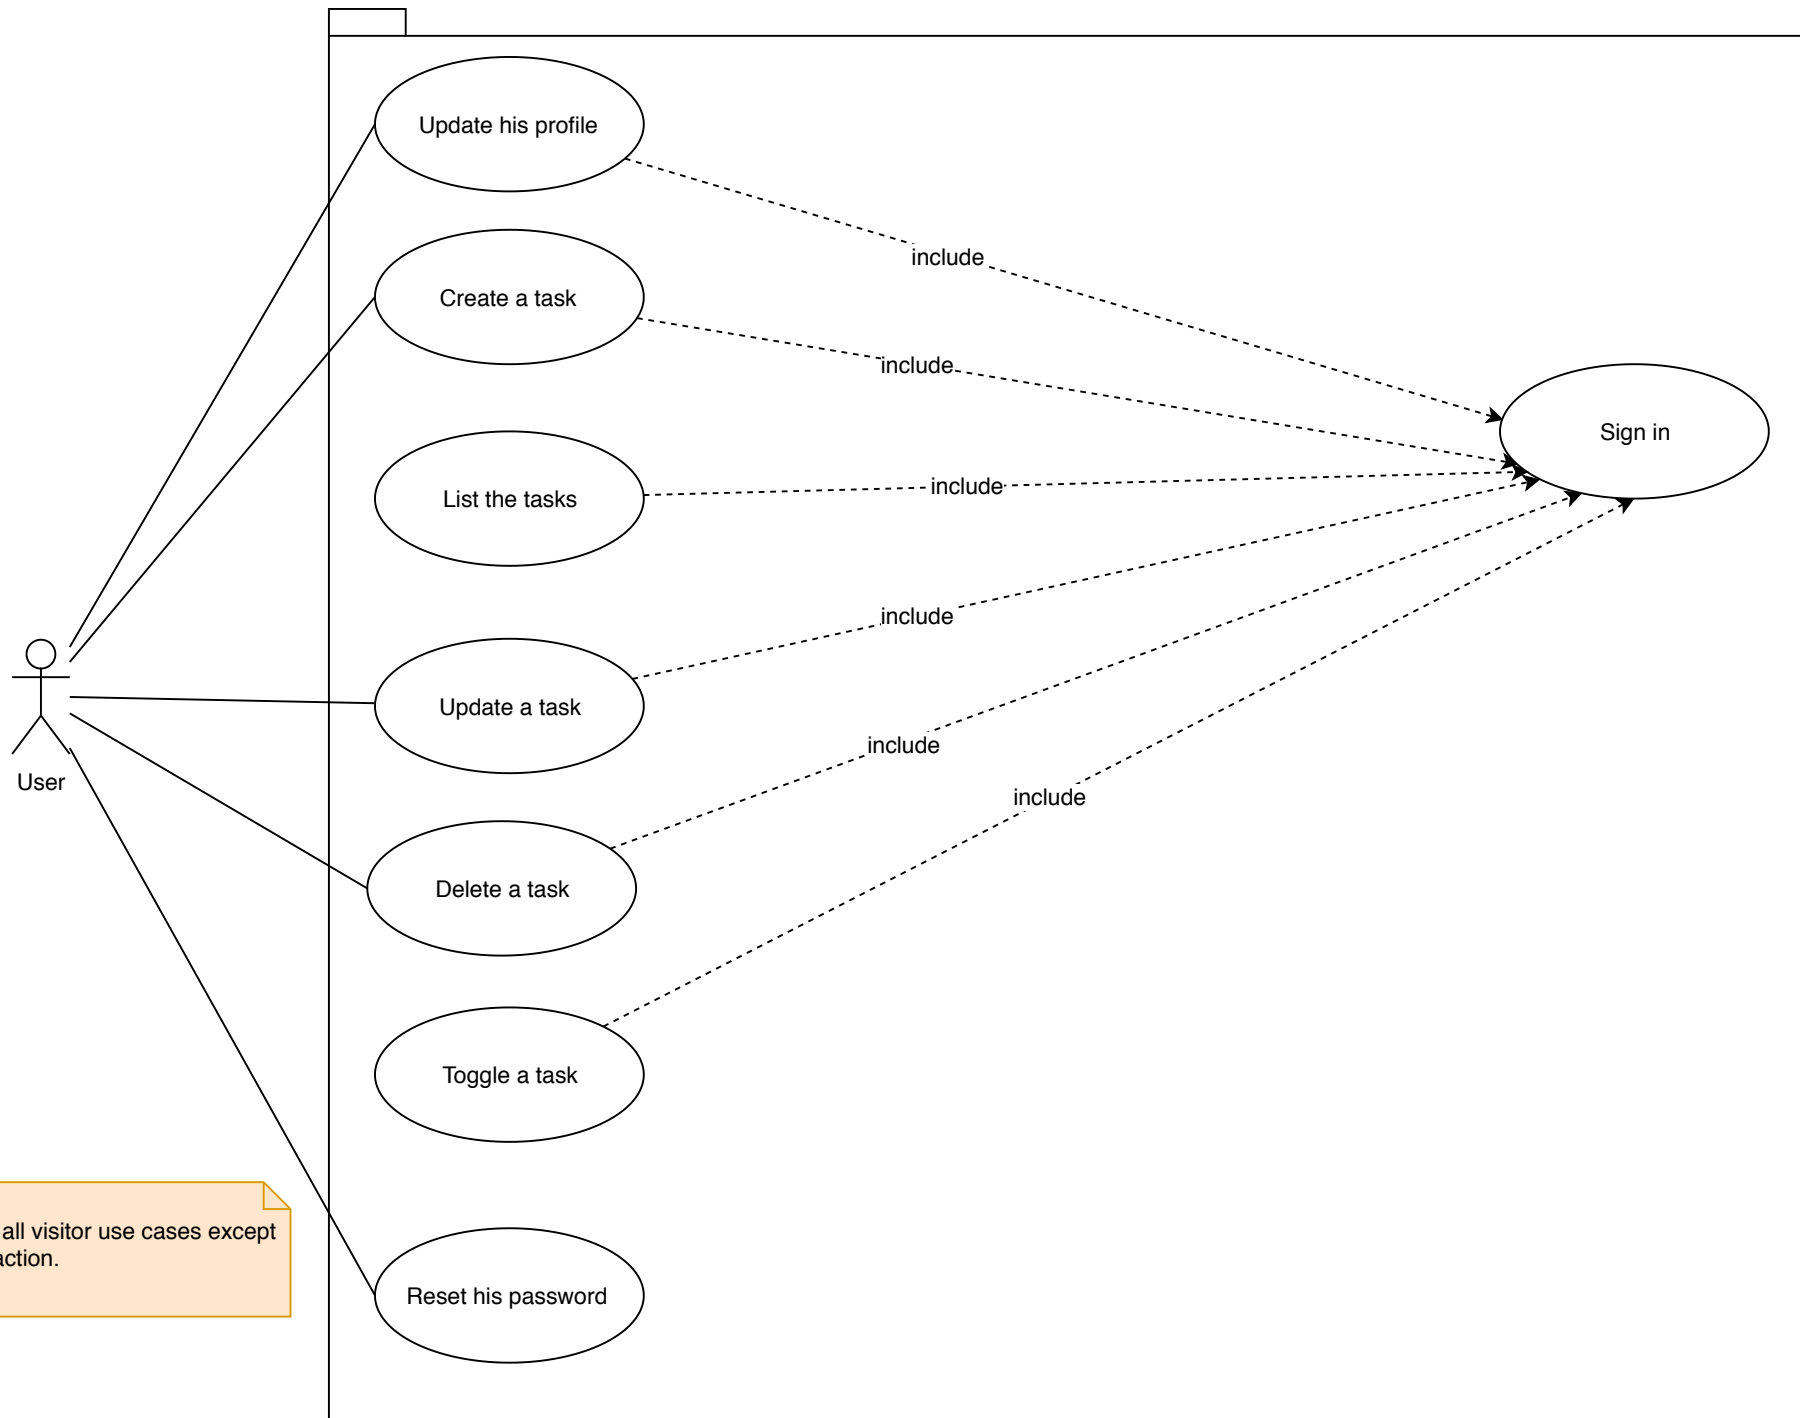 Update his profile
include
Create a task
include
Sign in
List the tasks
include
include
Update a task
User
include
include
Delete a task
Toggle a task
all visitor use cases except
action.
Reset his password